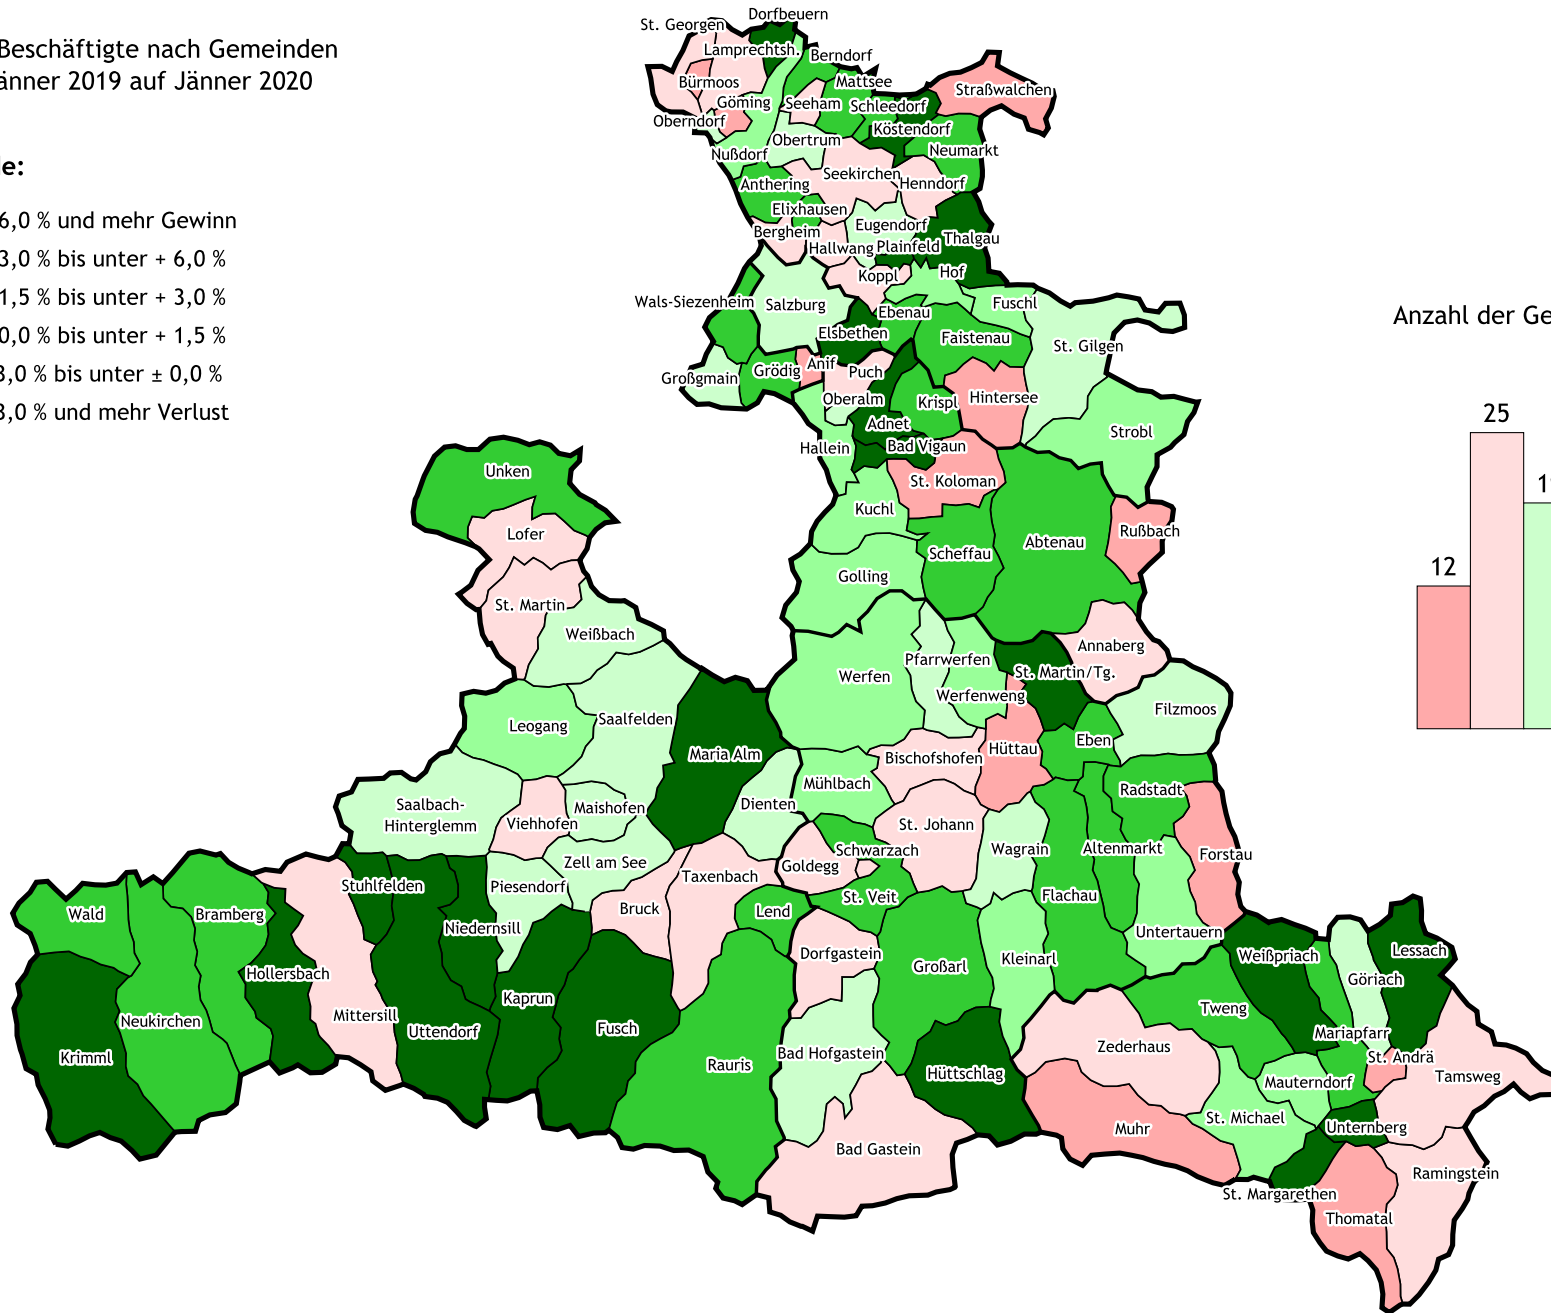 Beschäftigte nach Gemeinden
änner 2019 auf Jänner 2020
le:
6,0 % und mehr Gewinn
3,0 % bis unter + 6,0 %
1,5 % bis unter + 3,0 %
0,0 % bis unter + 1,5 %
3,0 % bis unter ± 0,0 %
3,0 % und mehr Verlust
Anzahl der Ge
12
25
1
Dorfbeuern
St. Georgen
Lamprechtsh.
Berndorf
Bürmoos
Mattsee
Straßwalchen
Göming
Seeham
Schleedorf
Oberndorf
Köstendorf
Obertrum
Neumarkt
Nußdorf
Seekirchen
Henndorf
Anthering
Elixhausen
Eugendorf
Bergheim
Hallwang
Plainfeld
Thalgau
Koppl
Hof
Wals-Siezenheim
Salzburg
Fuschl
Ebenau
Elsbethen
Faistenau
St. Gilgen
Anif
Grödig
Puch
Großgmain
Oberalm
Krispl
Hintersee
Adnet
Strobl
Hallein
Bad Vigaun
Unken
St. Koloman
Kuchl
Lofer
Rußbach
Abtenau
Scheffau
Golling
St. Martin
Weißbach
Annaberg
Pfarrwerfen
St. Martin/Tg.
Werfen
Werfenweng
Filzmoos
Saalfelden
Leogang
Eben
Hüttau
Maria Alm
Bischofshofen
Mühlbach
Radstadt
Saalbach-
Hinterglemm
Maishofen
Dienten
Viehhofen
St. Johann
Schwarzach
Wagrain
Altenmarkt
Forstau
Zell am See
Goldegg
Stuhlfelden
Piesendorf
Taxenbach
Flachau
St. Veit
Bruck
Lend
Wald
Bramberg
Niedernsill
Untertauern
Dorfgastein
Lessach
Weißpriach
Kleinarl
Großarl
Hollersbach
Göriach
Kaprun
Tweng
Mittersill
Neukirchen
Uttendorf
Fusch
Mariapfarr
Zederhaus
Bad Hofgastein
Krimml
St. Andrä
Rauris
Hüttschlag
Tamsweg
Mauterndorf
St. Michael
Muhr
Unternberg
Bad Gastein
Ramingstein
St. Margarethen
Thomatal